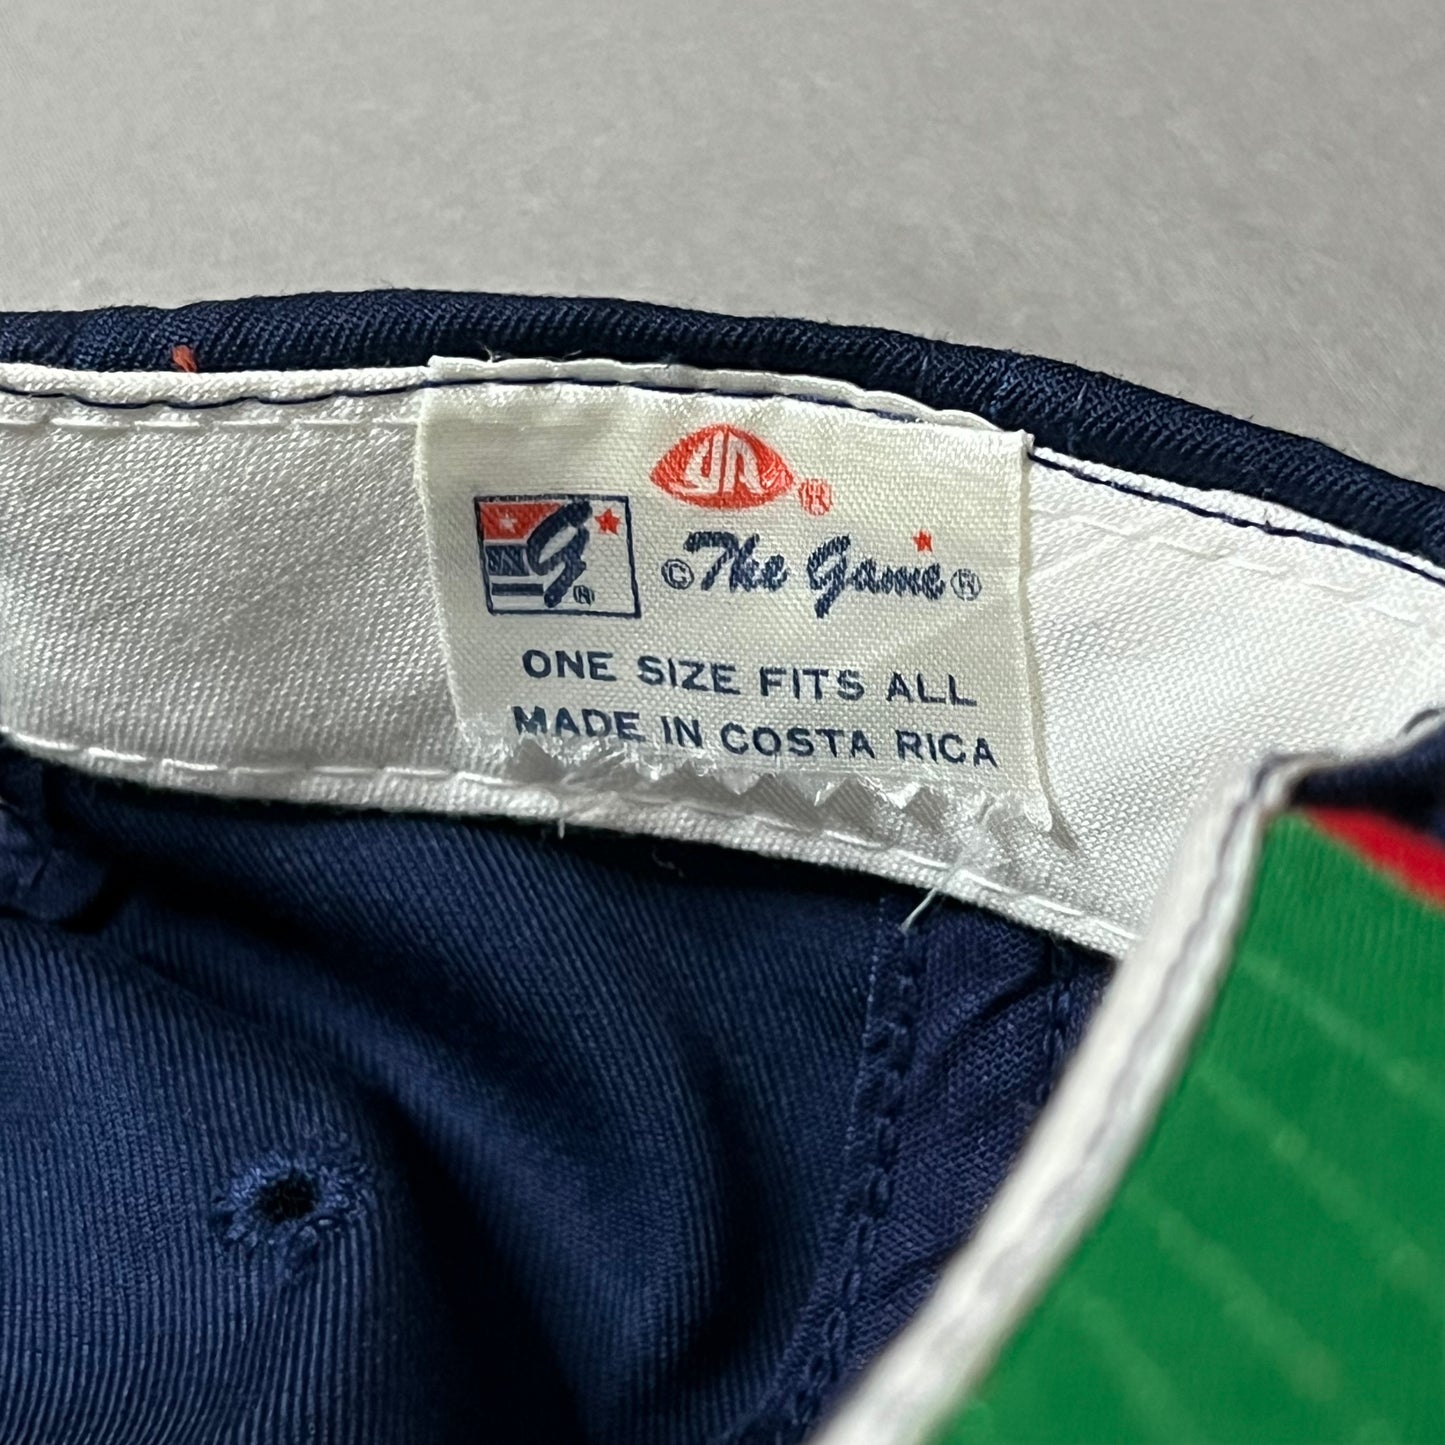 ©The Game®
ONE SIZE FITS ALL
MADE IN COSTA RICA